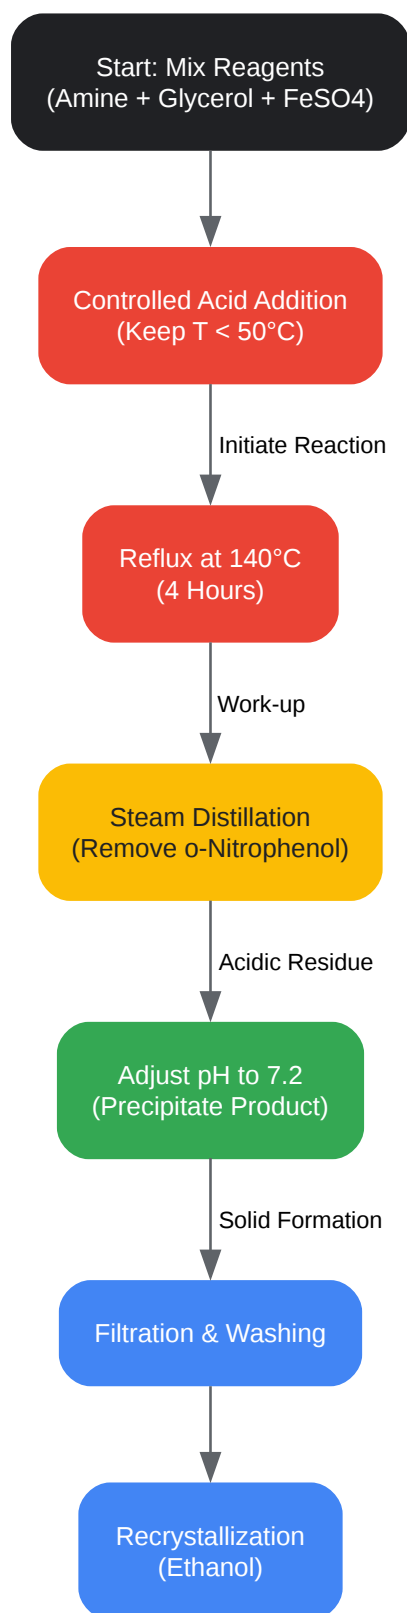 Start: Mix Reagents
(Amine + Glycerol + FeSO4)
Controlled Acid Addition
(Keep T < 50°C)
Initiate Reaction
Reflux at 140°C
(4 Hours)
Work-up
Steam Distillation
(Remove o-Nitrophenol)
Acidic Residue
Adjust pH to 7.2
(Precipitate Product)
Solid Formation
Filtration & Washing
Recrystallization
(Ethanol)